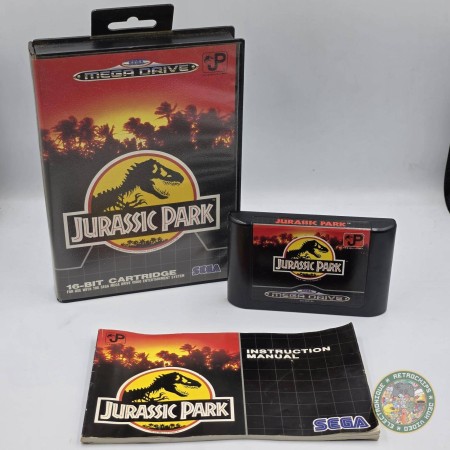 SEGA
MEGA DRIVE
JP
JURASSIC PARK
16-BIT CARTRIDGE
SEGA
JURASSIC PARK
JP
JURASSIC PARK
MEGA DRIVE
JP
INSTRUCTION
MANUAL
JURASSIC PARK
SEGA
RETROCHIPS